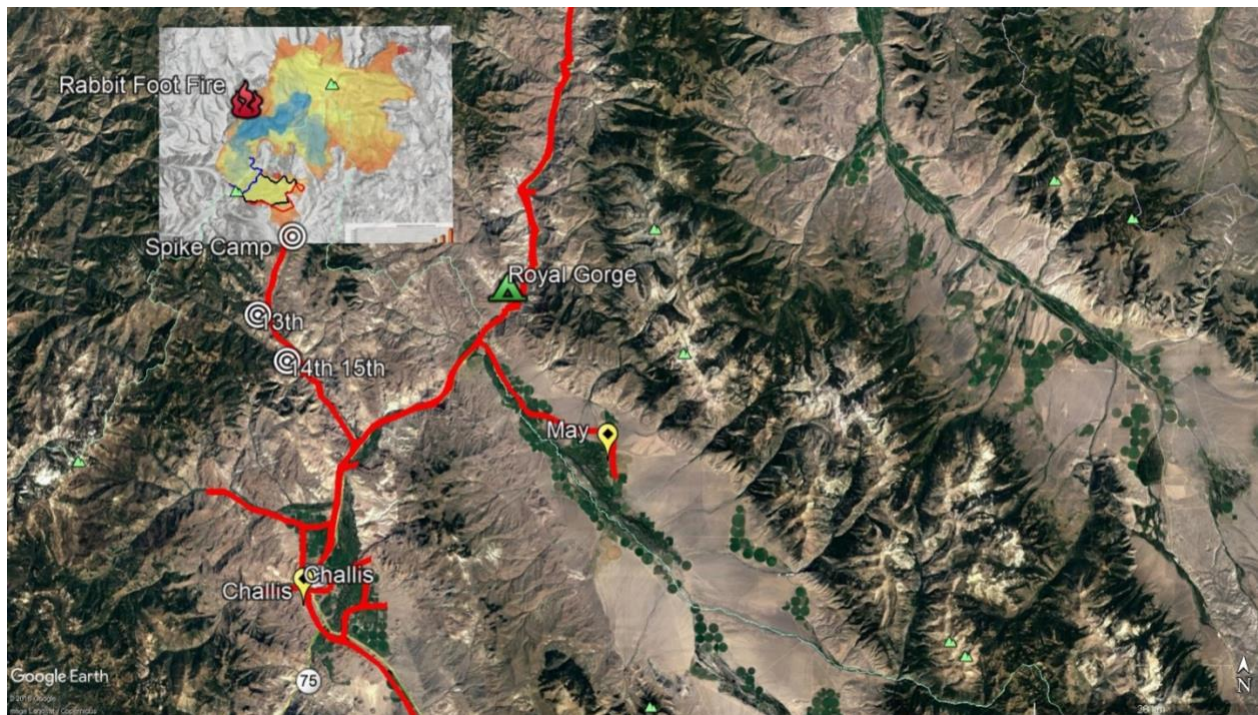 Rabbit Foot Fire
Spike Camp
Royal Gorge
13th
14th 15th
May
Challis
Challis
75
Google Earth
N